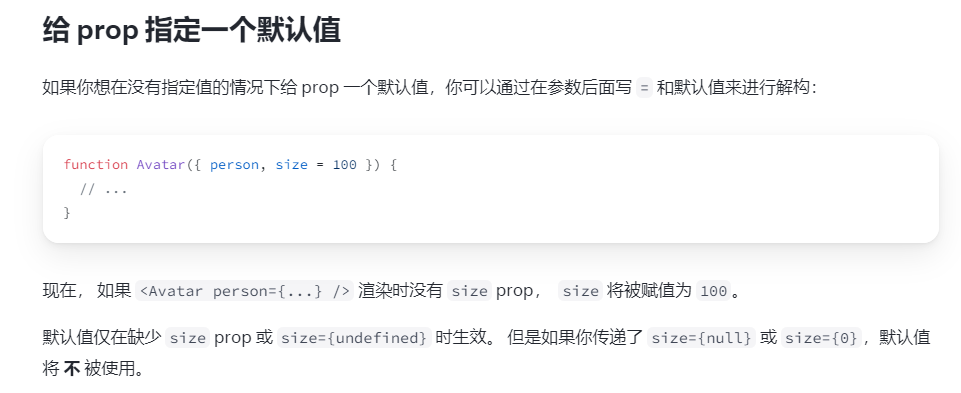 给 prop 指定一个默认值
如果你想在没有指定值的情况下给 prop 一个默认值，你可以通过在参数后面写 = 和默认值来进行解构：
function Avatar({ person, size = 100 }) {
  // ...
}
现在， 如果 <Avatar person={...} /> 渲染时没有 size prop， size 将被赋值为 100。
默认值仅在缺少 size prop 或 size={undefined} 时生效。 但是如果你传递了 size={null} 或 size={0}，默认值
将 不 被使用。